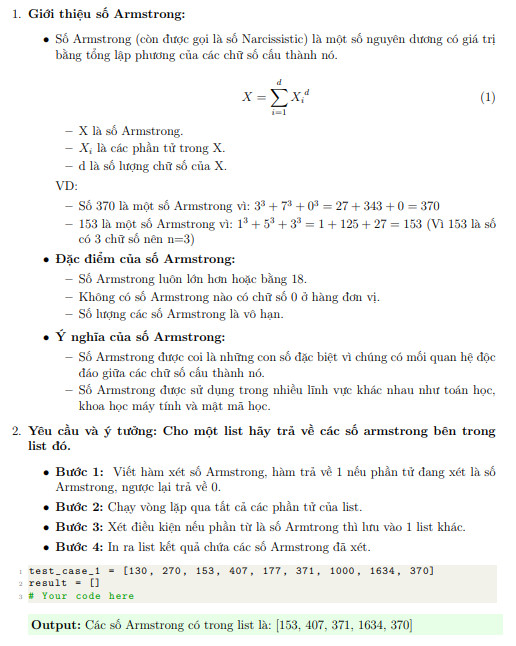 1. Giới thiệu số Armstrong:
• Số Armstrong (còn được gọi là số Narcissistic) là một số nguyên dương có giá trị
bằng tổng lập phương của các chữ số cấu thành nó.
X = \sum_{i=1}^{d} X_i^d (1)
– X là số Armstrong.
– X_i là các phần tử trong X.
– d là số lượng chữ số của X.
VD:
– Số 370 là một số Armstrong vì: 3³ + 7³ + 0³ = 27 + 343 + 0 = 370
– 153 là một số Armstrong vì: 1³ + 5³ + 3³ = 1 + 125 + 27 = 153 (Vì 153 là số
có 3 chữ số nên n=3)
• Đặc điểm của số Armstrong:
– Số Armstrong luôn lớn hơn hoặc bằng 18.
– Không có số Armstrong nào có chữ số 0 ở hàng đơn vị.
– Số lượng các số Armstrong là vô hạn.
• Ý nghĩa của số Armstrong:
– Số Armstrong được coi là những con số đặc biệt vì chúng có mối quan hệ độc
đáo giữa các chữ số cấu thành nó.
– Số Armstrong được sử dụng trong nhiều lĩnh vực khác nhau như toán học,
khoa học máy tính và mật mã học.
2. Yêu cầu và ý tưởng: Cho một list hãy trả về các số armstrong bên trong
list đó.
• Bước 1: Viết hàm xét số Armstrong, hàm trả về 1 nếu phần tử đang xét là số
Armstrong, ngược lại trả về 0.
• Bước 2: Chạy vòng lặp qua tất cả các phần tử của list.
• Bước 3: Xét điều kiện nếu phần từ là số Armtrong thì lưu vào 1 list khác.
• Bước 4: In ra list kết quả chứa các số Armstrong đã xét.
1 test_case_1 = [130, 270, 153, 407, 177, 371, 1000, 1634, 370]
2 result = []
3 # Your code here
Output: Các số Armstrong có trong list là: [153, 407, 371, 1634, 370]